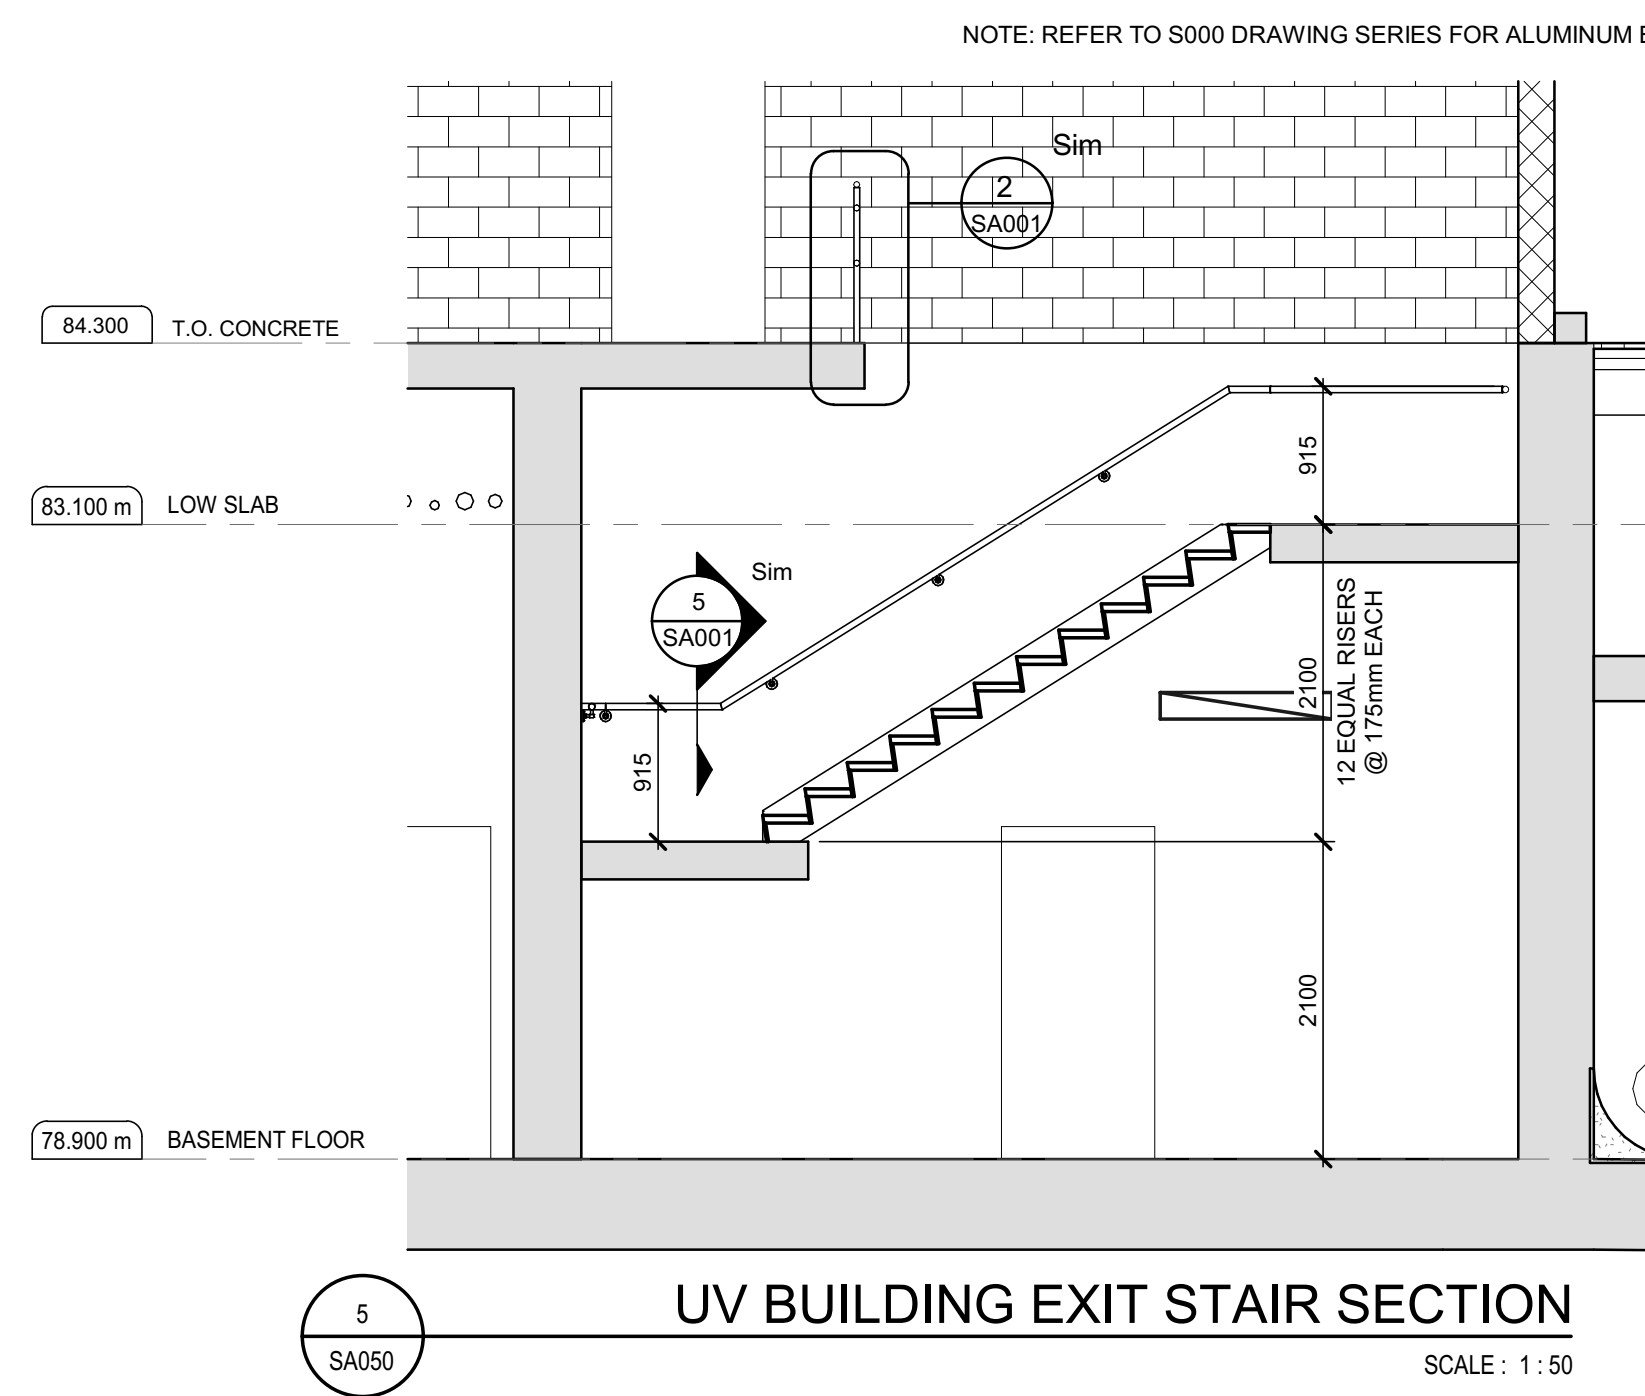 NOTE: REFER TO S000 DRAWING SERIES FOR ALUMINUM
Sim
2
SA001
84.300
T.O. CONCRETE
915
83.100 m
LOW SLAB
Sim
5
SA001
12 EQUAL RISERS
@ 175mm EACH
2100
915
2100
78.900 m
BASEMENT FLOOR
UV BUILDING EXIT STAIR SECTION
5
SA050
SCALE : 1 : 50